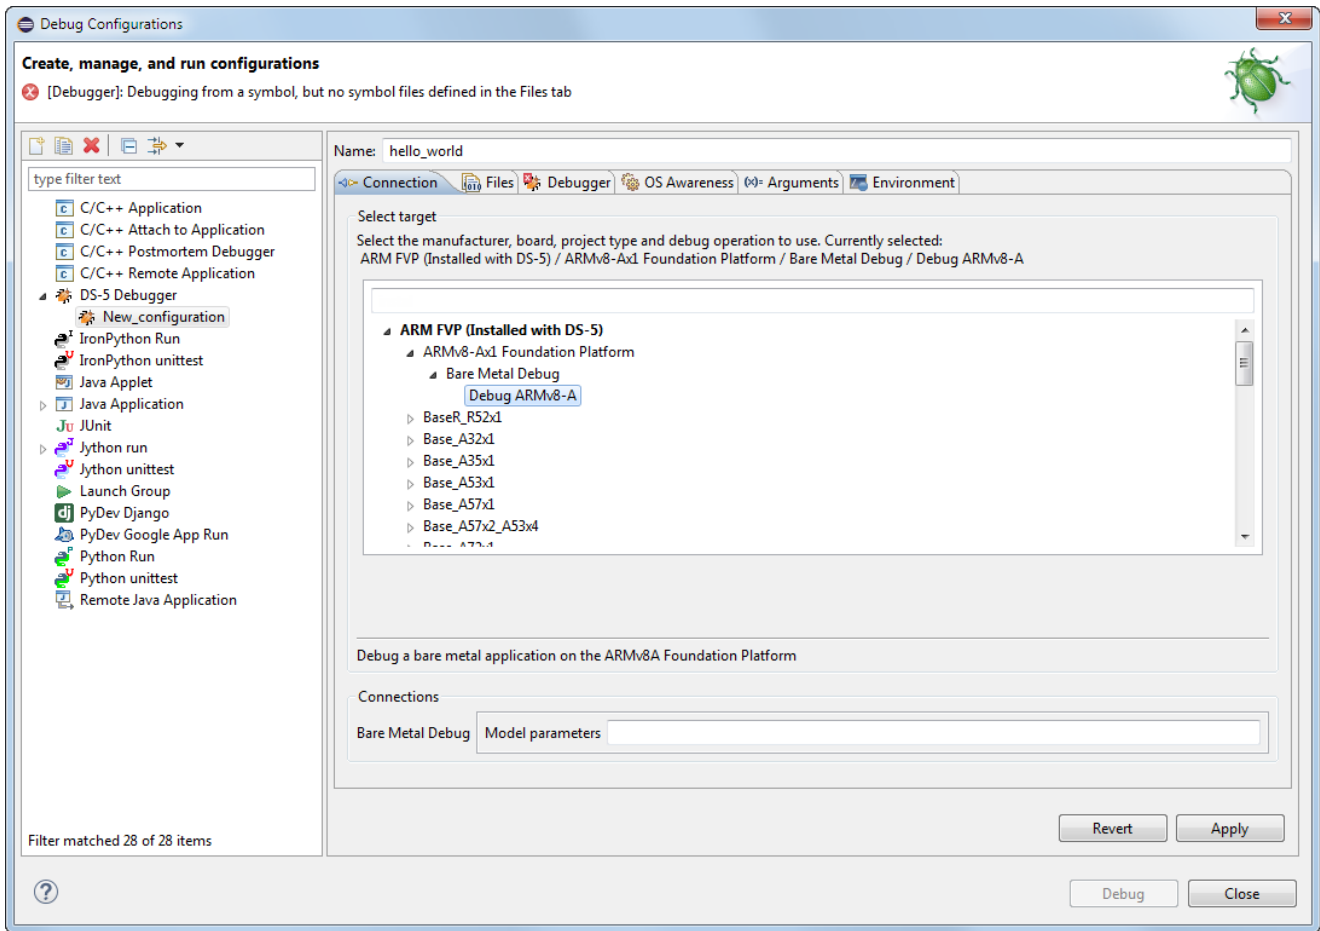 Debug Configurations
Create, manage, and run configurations
[Debugger]: Debugging from a symbol, but no symbol files defined in the Files tab
type filter text
C/C++ Application
C/C++ Attach to Application
C/C++ Postmortem Debugger
C/C++ Remote Application
DS-5 Debugger
New_configuration
IronPython Run
IronPython unittest
Java Applet
Java Application
JUnit
Jython run
Jython unittest
Launch Group
PyDev Django
PyDev Google App Run
Python Run
Python unittest
Remote Java Application
Filter matched 28 of 28 items
Name: hello_world
Connection Files Debugger OS Awareness Arguments Environment
Select target
Select the manufacturer, board, project type and debug operation to use. Currently selected:
ARM FVP (Installed with DS-5) / ARMv8-Ax1 Foundation Platform / Bare Metal Debug / Debug ARMv8-A
ARM FVP (Installed with DS-5)
ARMv8-Ax1 Foundation Platform
Bare Metal Debug
Debug ARMv8-A
BaseR_R52x1
Base_A32x1
Base_A35x1
Base_A53x1
Base_A57x1
Base_A57x2_A53x4
Debug a bare metal application on the ARMv8A Foundation Platform
Connections
Bare Metal Debug Model parameters
Revert Apply
Debug Close